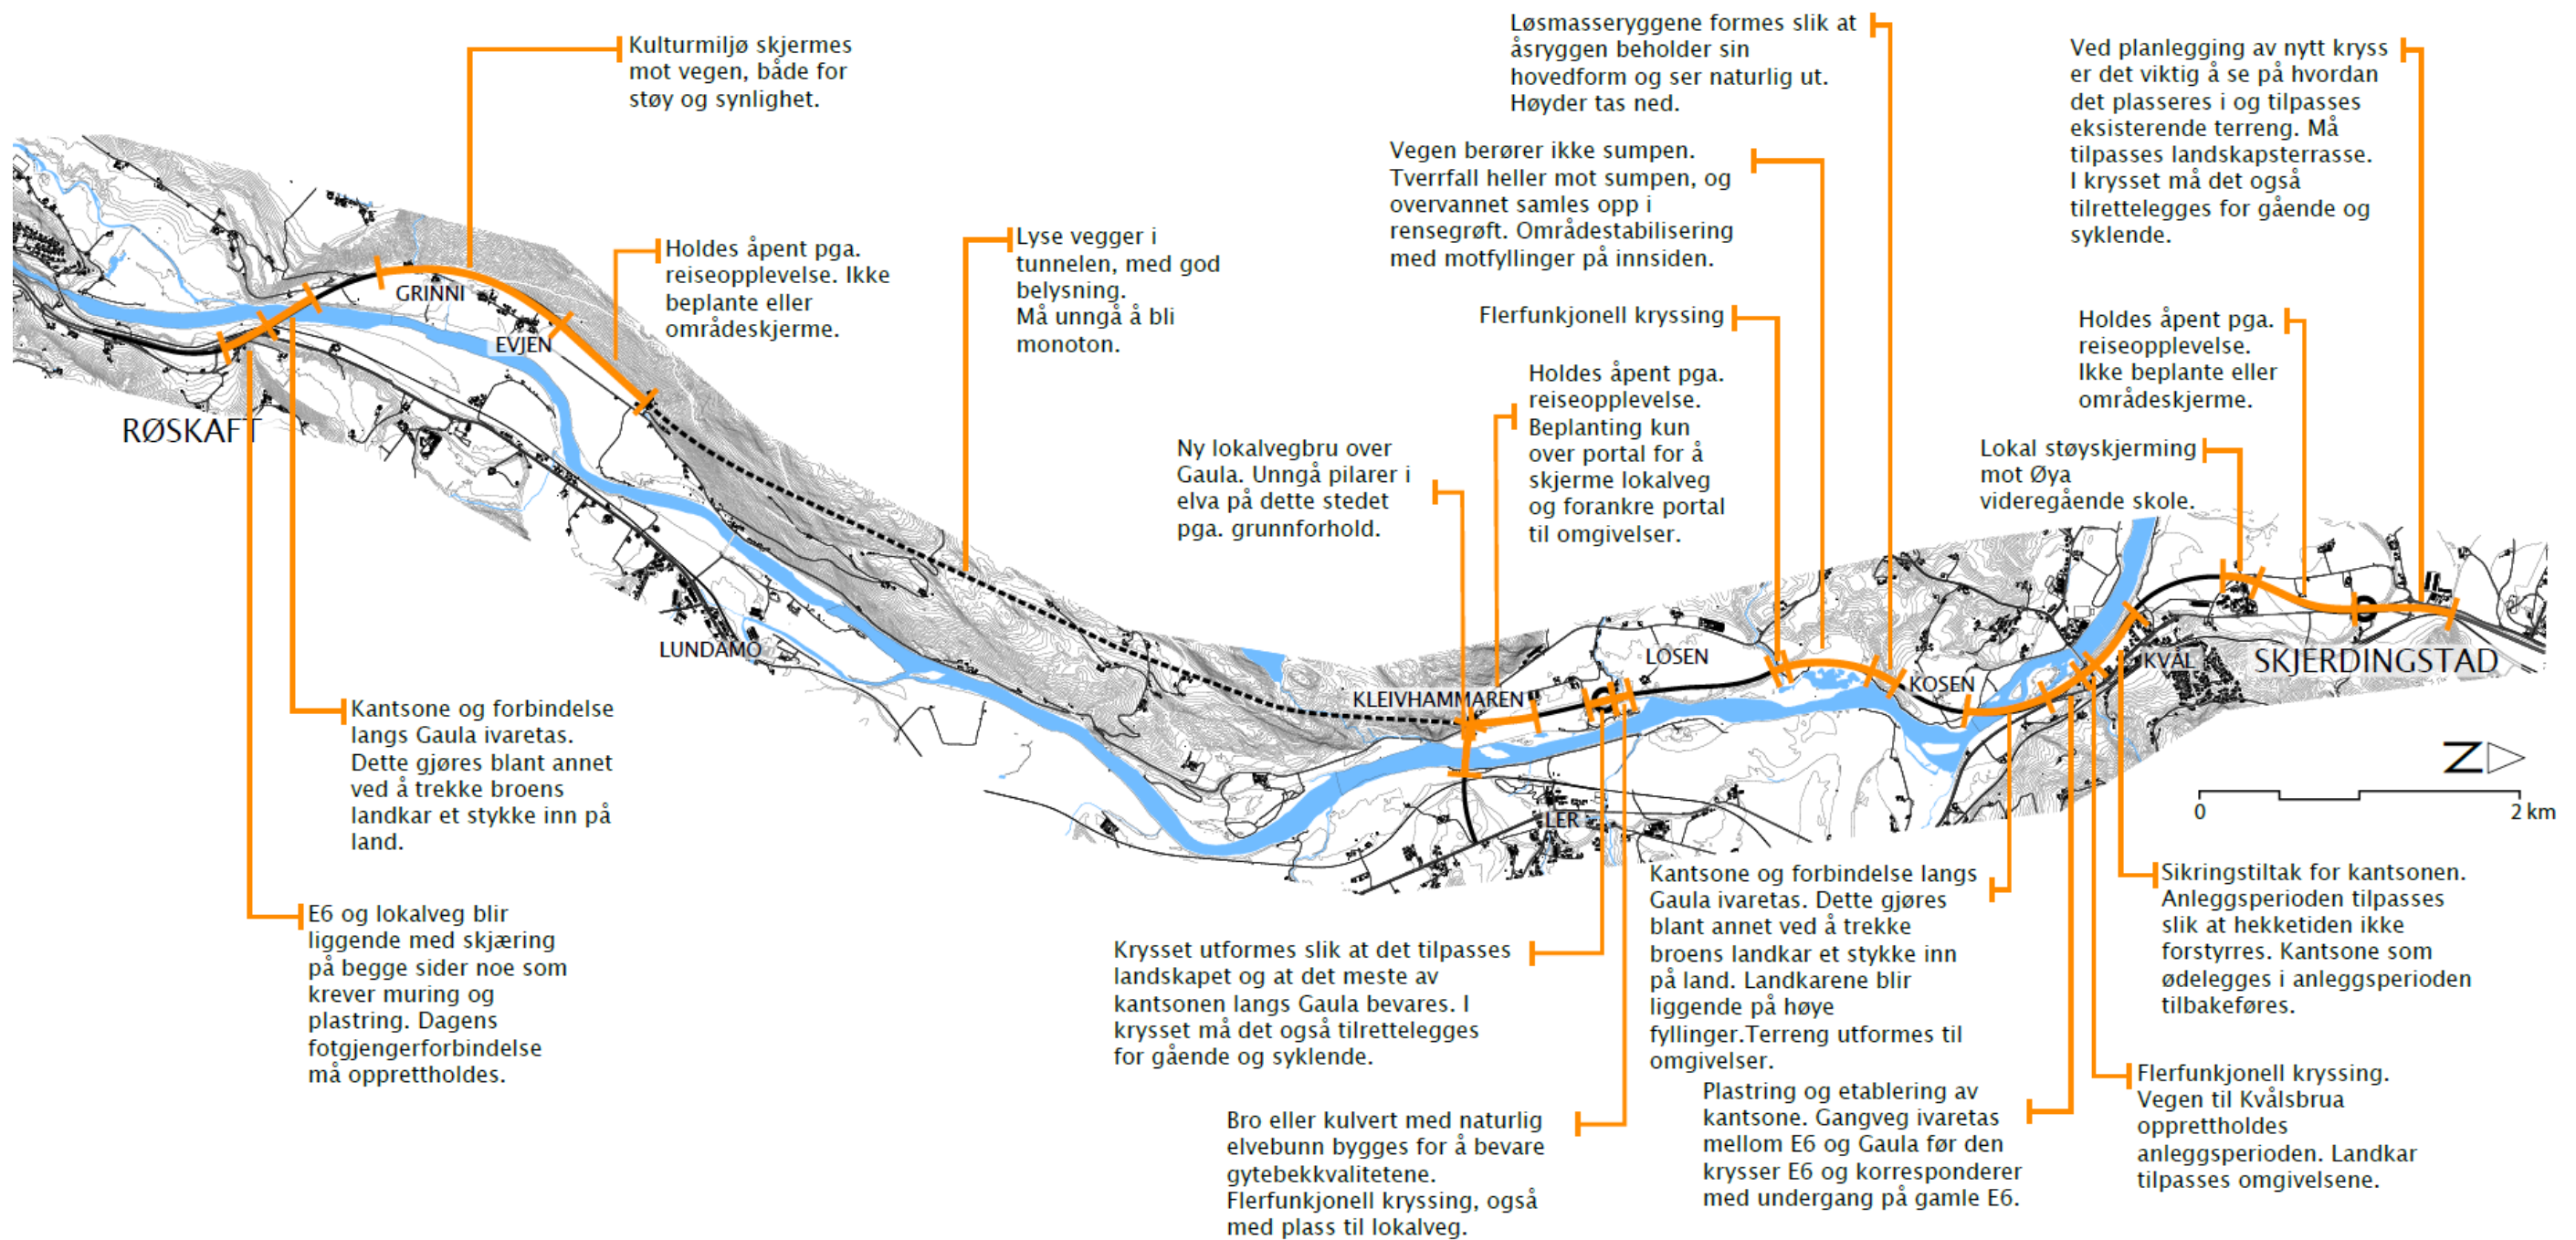 Kulturmiljø skjermes
mot vegen, både for
støy og synlighet.
Løsmasseryggene formes slik at
åsryggen beholder sin
hovedform og ser naturlig ut.
Høyder tas ned.
Ved planlegging av nytt kryss
er det viktig å se på hvordan
det plasseres i og tilpasses
eksisterende terreng. Må
tilpasses landskapsterrasse.
I krysset må det også
tilrettelegges for gående og
syklende.
Vegen berører ikke sumpen.
Tverrfall heller mot sumpen, og
overvannet samles opp i
rensegrøft. Områdestabilisering
med motfyllinger på innsiden.
Holdes åpent pga.
reiseopplevelse. Ikke
beplante eller
områdeskjerme.
Lyse vegger i
tunnelen, med god
belysning.
Må unngå å bli
monoton.
Flerfunkjonell kryssing
Holdes åpent pga.
reiseopplevelse.
Ikke beplante eller
områdeskjerme.
Holdes åpent pga.
reiseopplevelse.
Beplanting kun
over portal for å
skjerme lokalveg
og forankre portal
til omgivelser.
Ny lokalvegbru over
Gaula. Unngå pilarer i
elva på dette stedet
pga. grunnforhold.
Lokal støyskjerming
mot Øya
videregående skole.
GRINNI
EVJEN
RØSKAFT
LUNDAMO
KLEIVHAMMAREN
LOSEN
KOSEN
KVÅL
SKJERDINGSTAD
LER
N
0
2 km
Kantsone og forbindelse
langs Gaula ivaretas.
Dette gjøres blant annet
ved å trekke broens
landkar et stykke inn på
land.
E6 og lokalveg blir
liggende med skjæring
på begge sider noe som
krever muring og
plastring. Dagens
fotgjengerforbindelse
må opprettholdes.
Krysset utformes slik at det tilpasses
landskapet og at det meste av
kantsonen langs Gaula bevares. I
krysset må det også tilrettelegges
for gående og syklende.
Bro eller kulvert med naturlig
elvebunn bygges for å bevare
gytebekkvalitetene.
Flerfunkjonell kryssing, også
med plass til lokalveg.
Kantsone og forbindelse langs
Gaula ivaretas. Dette gjøres
blant annet ved å trekke
broens landkar et stykke inn
på land. Landkarene blir
liggende på høye
fyllinger.Terreng utformes til
omgivelser.
Plastring og etablering av
kantsone. Gangveg ivaretas
mellom E6 og Gaula før den
krysser E6 og korresponderer
med undergang på gamle E6.
Sikringstiltak for kantsonen.
Anleggsperioden tilpasses
slik at hekketiden ikke
forstyrres. Kantsone som
ødelegges i anleggsperioden
tilbakeføres.
Flerfunkjonell kryssing.
Vegen til Kvålsbrua
opprettholdes
anleggsperioden. Landkar
tilpasses omgivelsene.